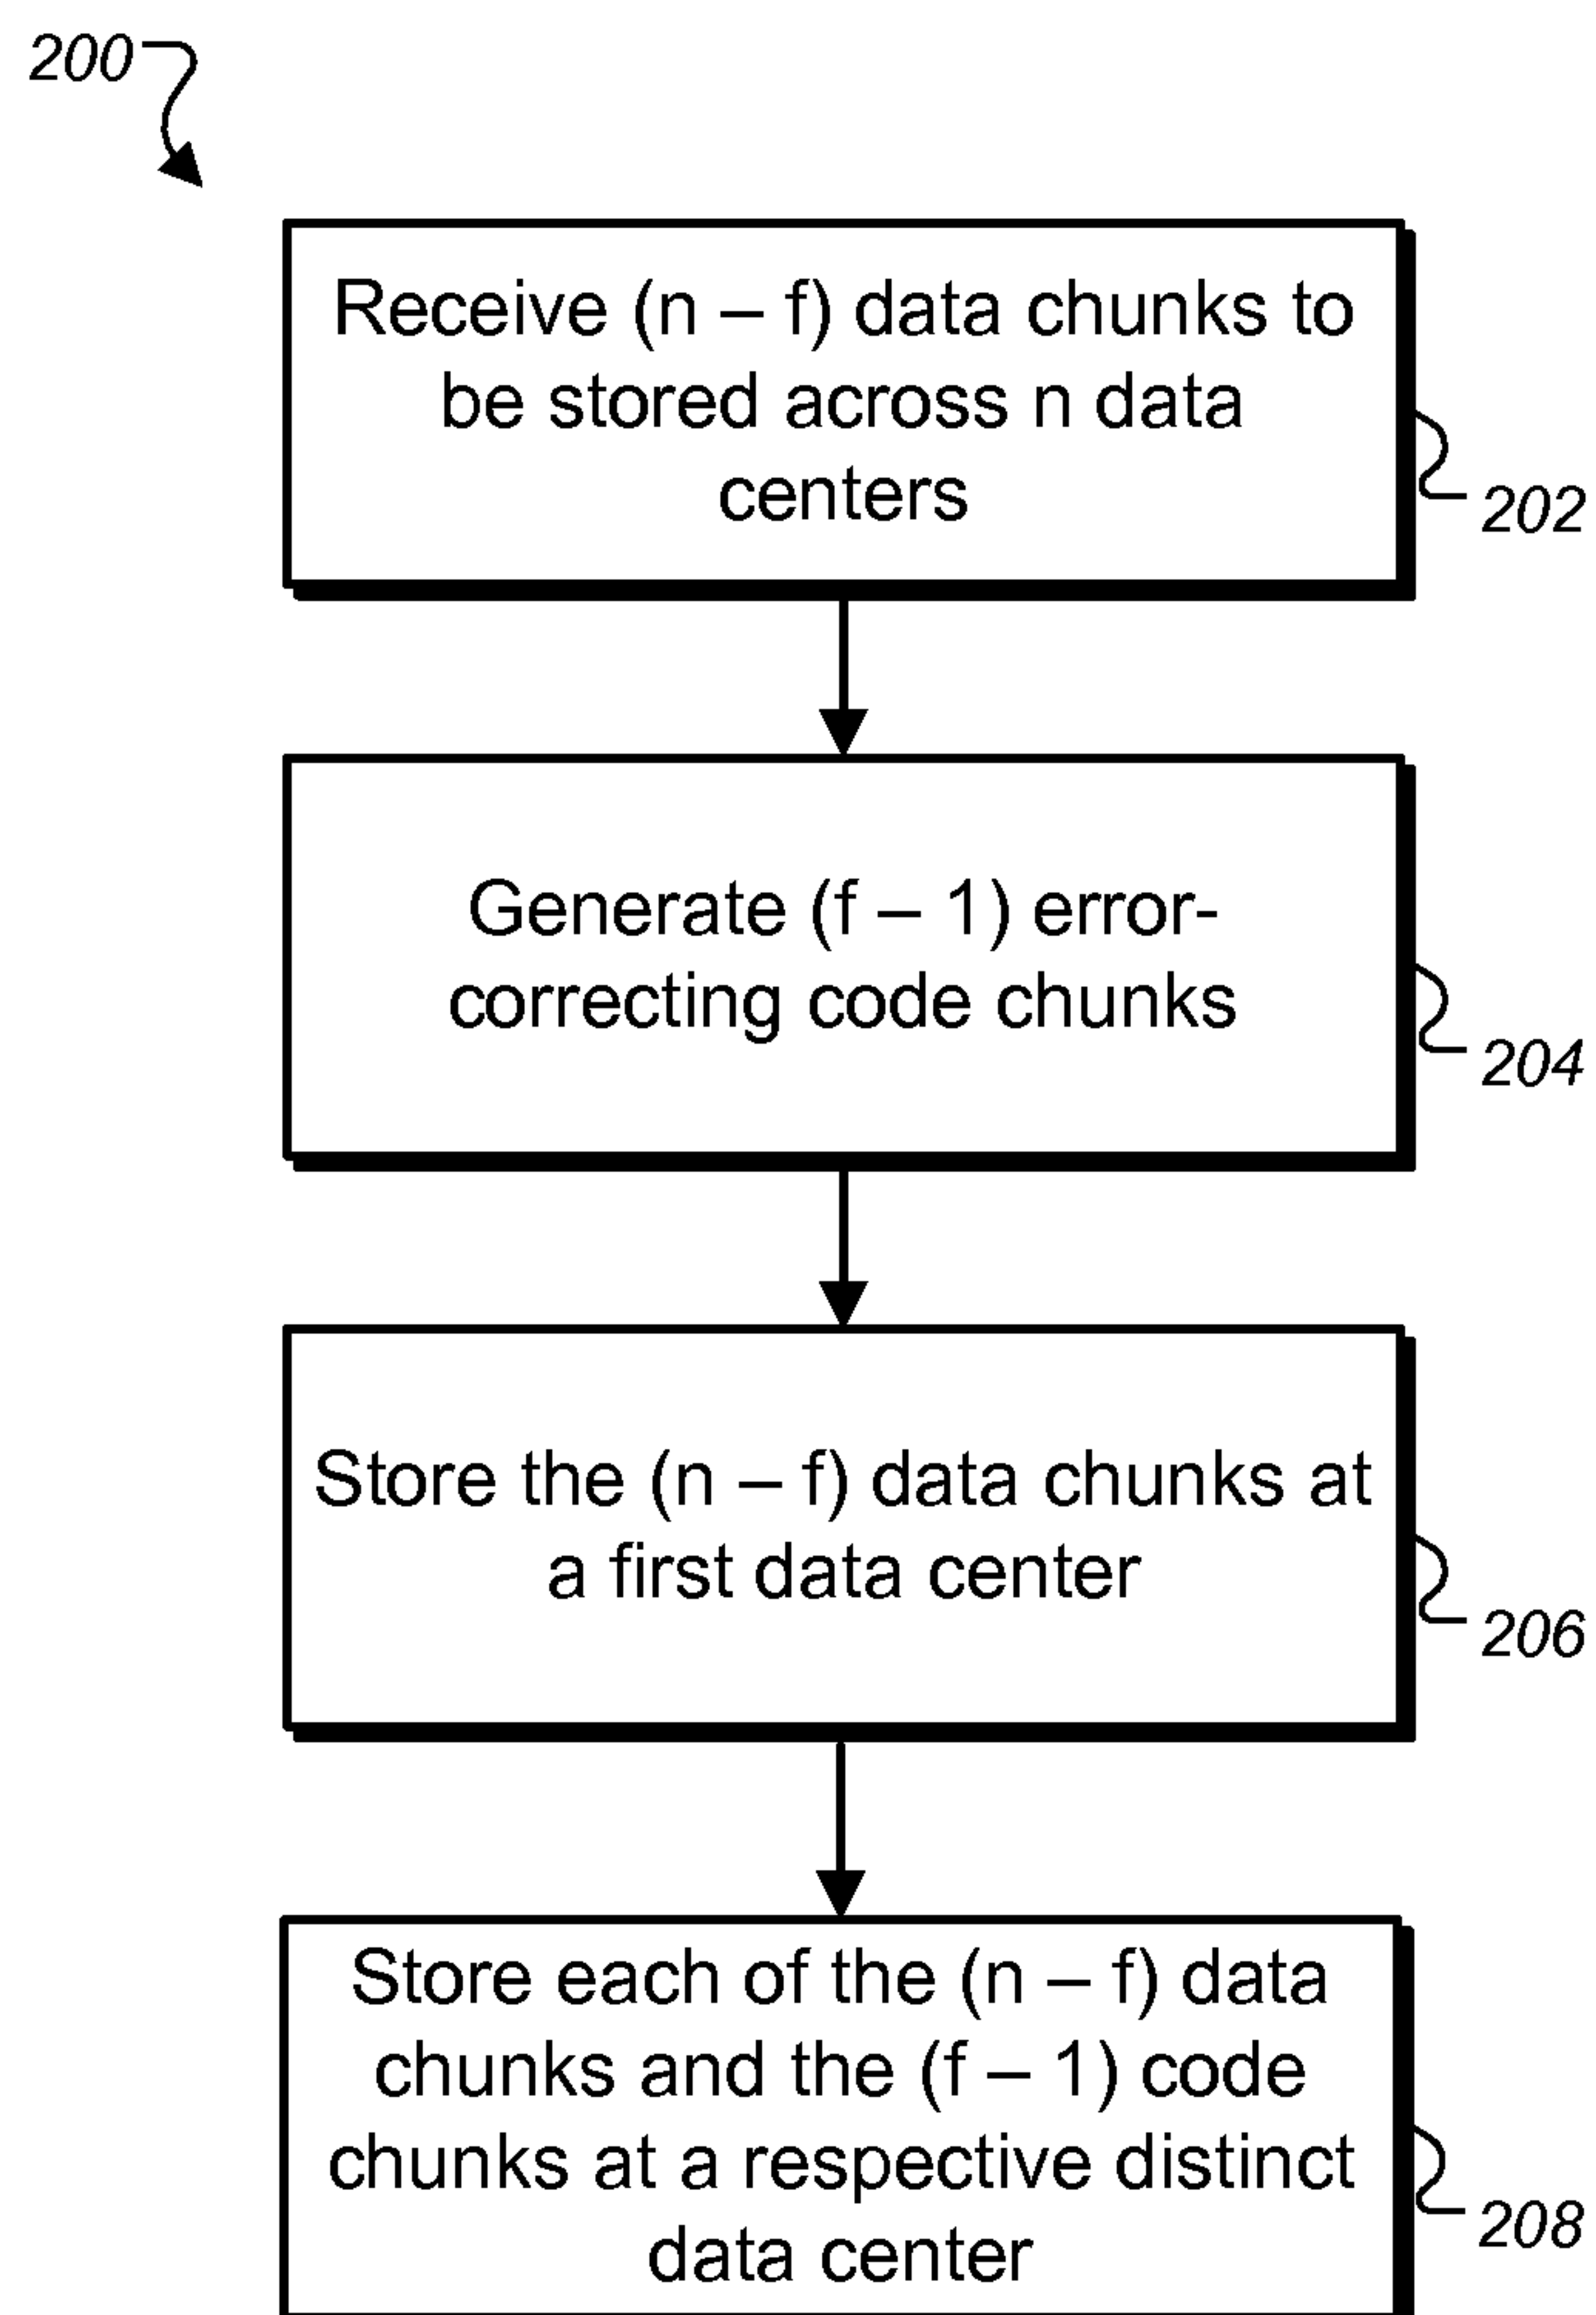 200
Receive (n – f) data chunks to
be stored across n data
centers
202
Generate (f – 1) error-
correcting code chunks
204
Store the (n – f) data chunks at
a first data center
206
Store each of the (n – f) data
chunks and the (f – 1) code
chunks at a respective distinct
data center
208